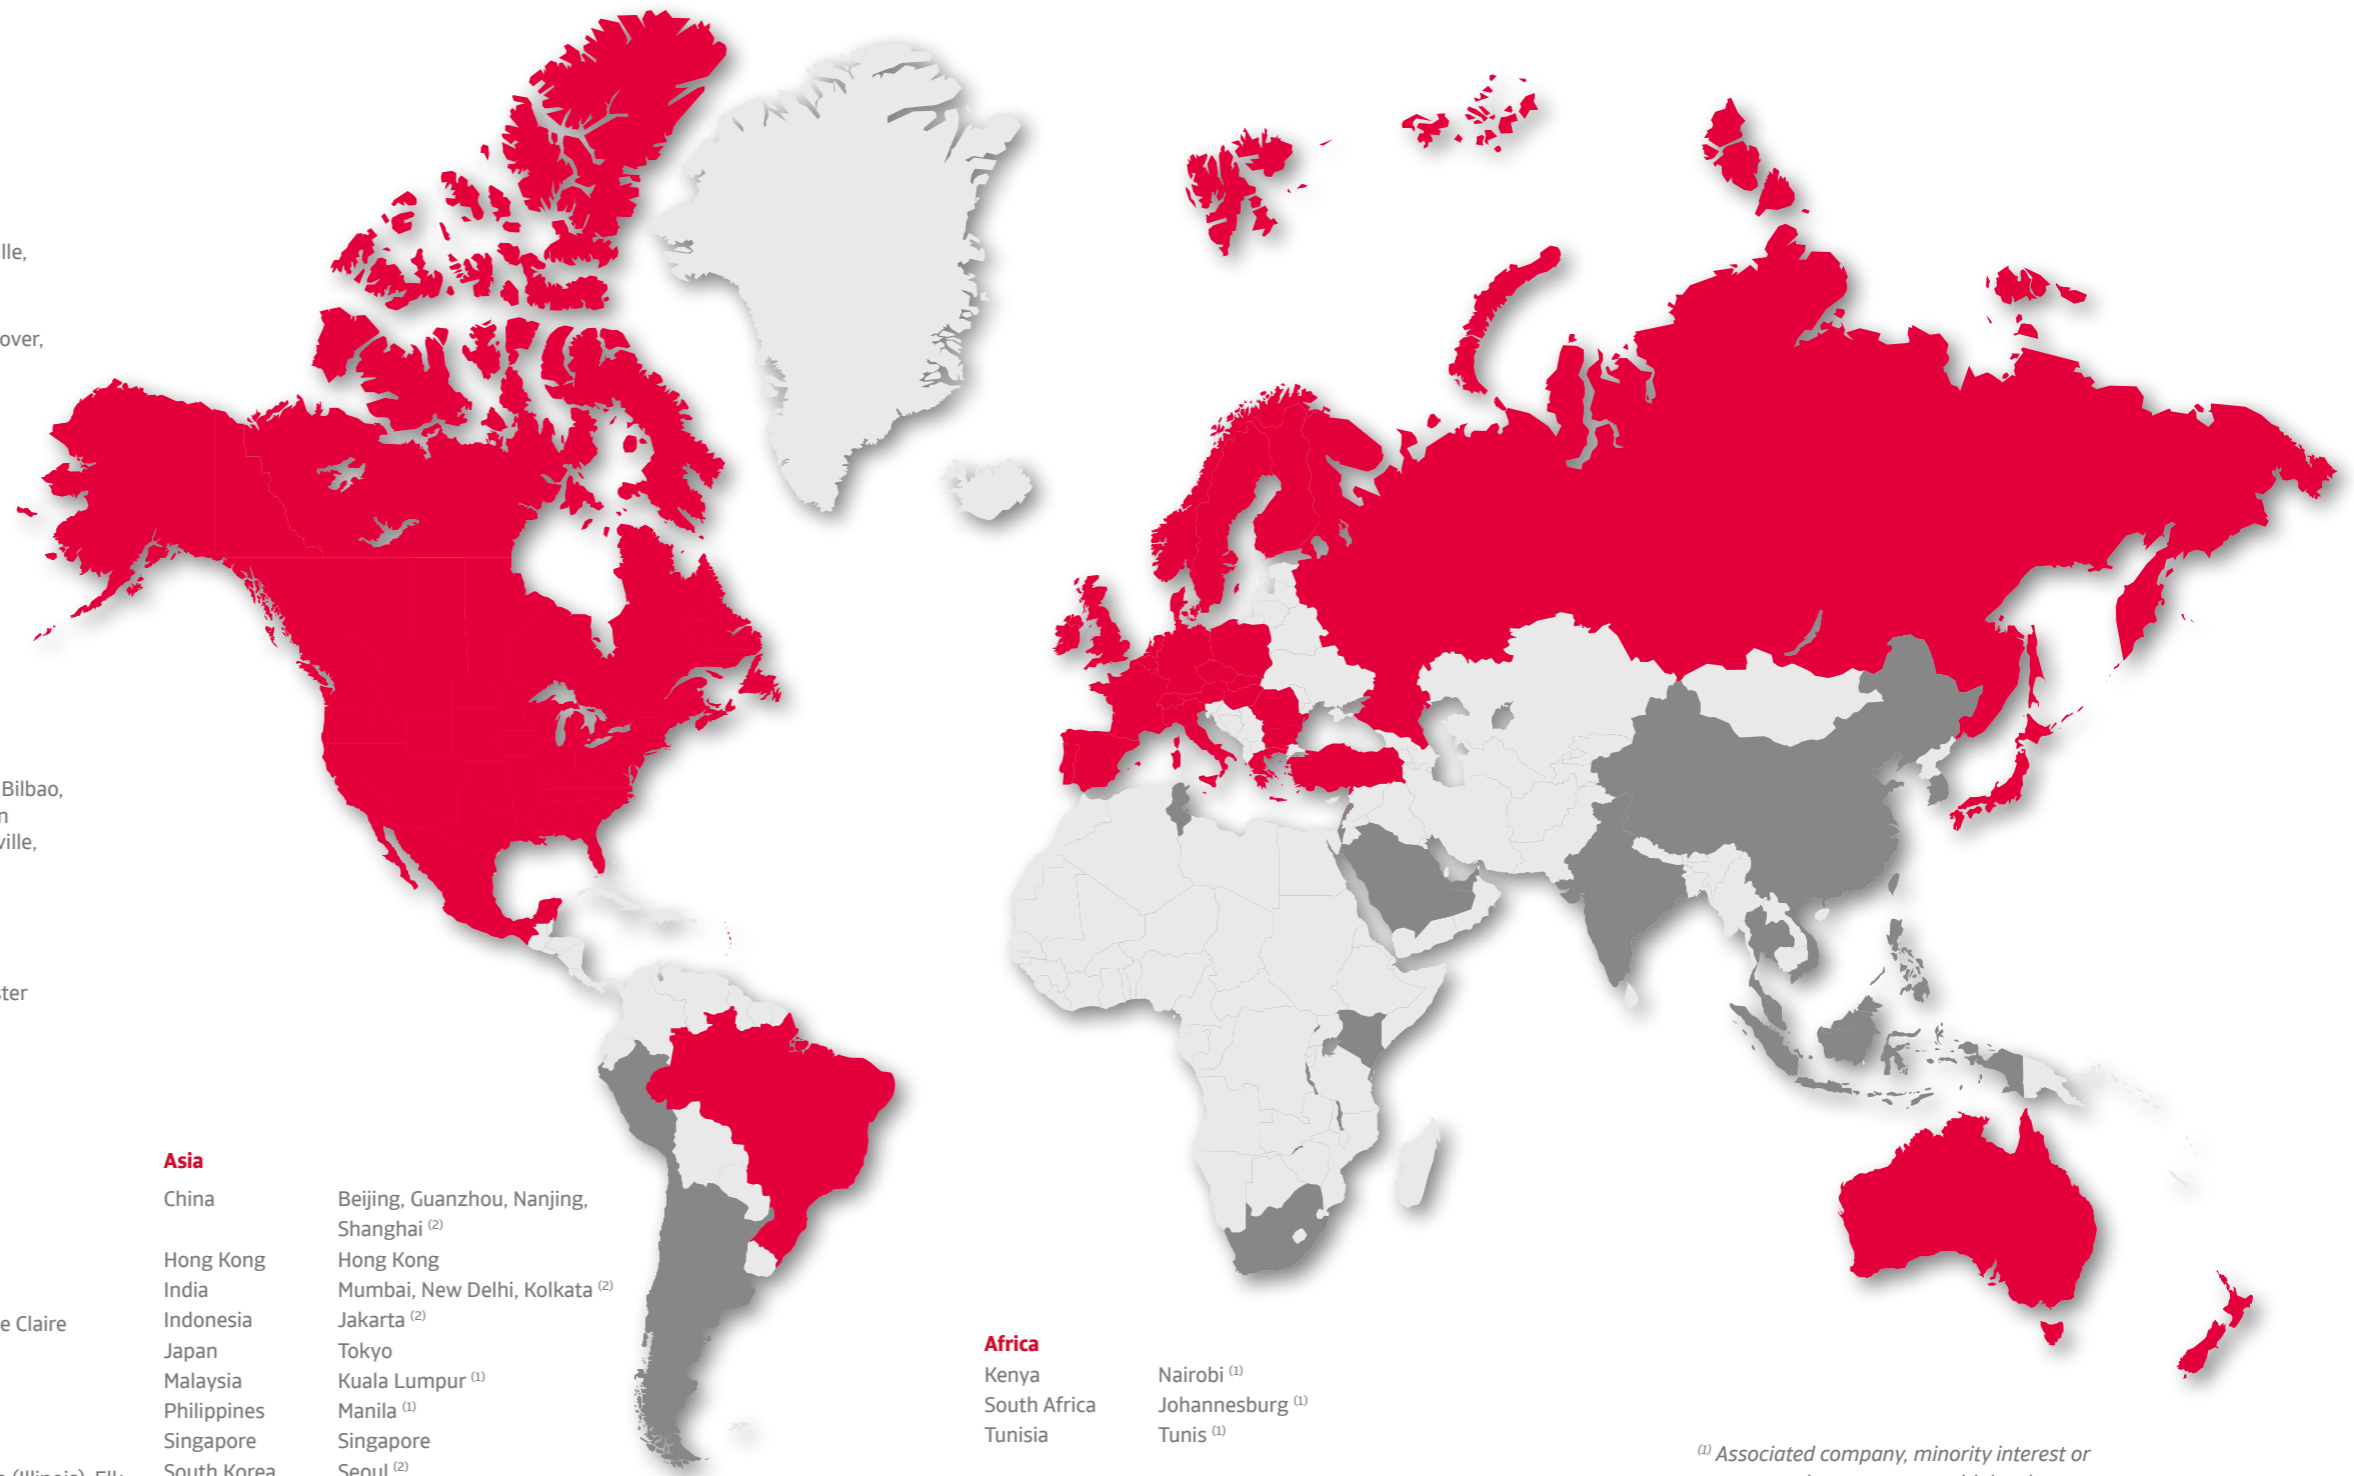 lle,
over,
Bilbao,
n
ville,
ter
e Claire
Asia
China Beijing, Guanzhou, Nanjing,
Shanghai (2)
Hong Kong Hong Kong
India Mumbai, New Delhi, Kolkata (2)
Indonesia Jakarta (2)
Japan Tokyo
Malaysia Kuala Lumpur (1)
Philippines Manila (1)
Singapore Singapore
South Korea Seoul (2)
(Illinois), Elk
Africa
Kenya Nairobi (1)
South Africa Johannesburg (1)
Tunisia Tunis (1)
(1) Associated company, minority interest or